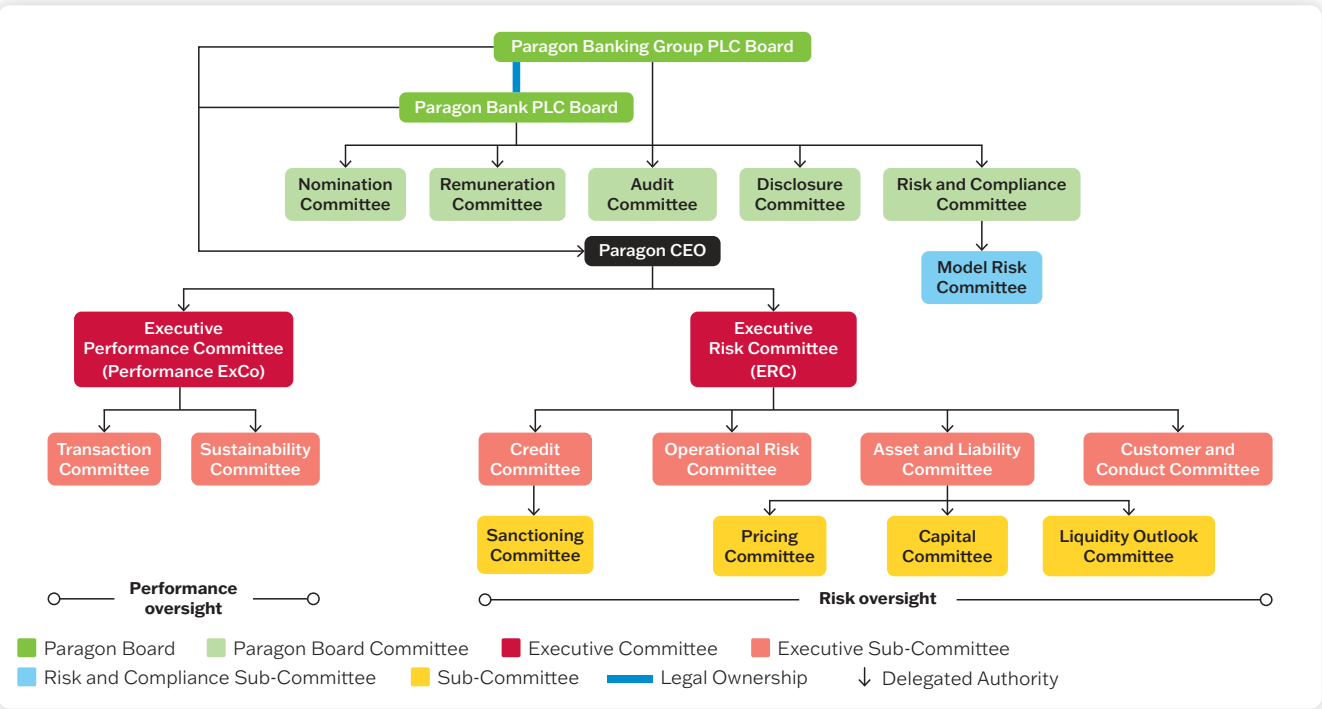 Paragon Banking Group PLC Board
Paragon Bank PLC Board
Nomination
Committee
Remuneration
Committee
Audit
Committee
Disclosure
Committee
Risk and Compliance
Committee
Paragon CEO
Model Risk
Committee
Executive
Performance Committee
(Performance ExCo)
Executive
Risk Committee
(ERC)
Transaction
Committee
Sustainability
Committee
Credit
Committee
Operational Risk
Committee
Asset and Liability
Committee
Customer and
Conduct Committee
Sanctioning
Committee
Pricing
Committee
Capital
Committee
Liquidity Outlook
Committee
Performance
oversight
Risk oversight
Paragon Board
Paragon Board Committee
Executive Committee
Executive Sub-Committee
Risk and Compliance Sub-Committee
Sub-Committee
Legal Ownership
Delegated Authority